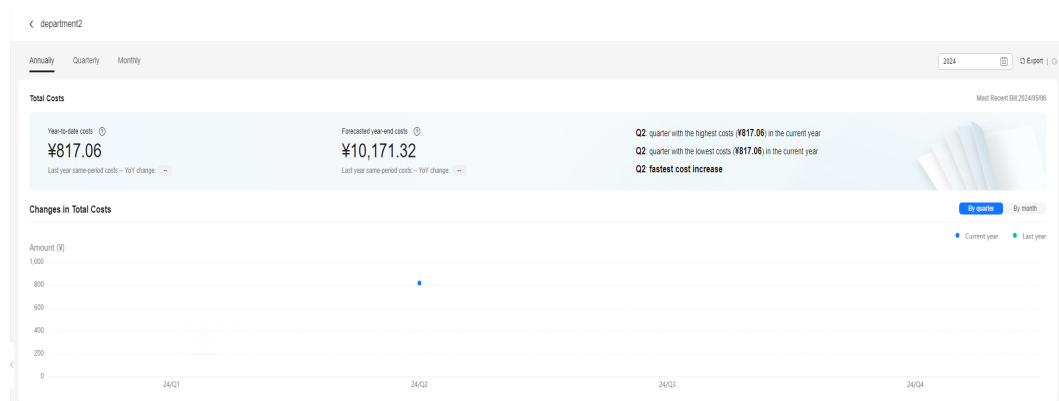 department2
Annually Quarterly Monthly 2024 Export
Total Costs Most Recent Bill:2024/05/06
Year-to-date costs Forecasted year-end costs Q2: quarter with the highest costs (¥817.06) in the current year
¥817.06 ¥10,171.32 Q2: quarter with the lowest costs (¥817.06) in the current year
Last year same-period costs:-- YoY change: -- Last year same-period costs:-- YoY change: -- Q2: fastest cost increase
Changes in Total Costs By quarter By month
Current year Last year
Amount (¥)
1,000
800
600
400
200
0
24/Q1 24/Q2 24/Q3 24/Q4